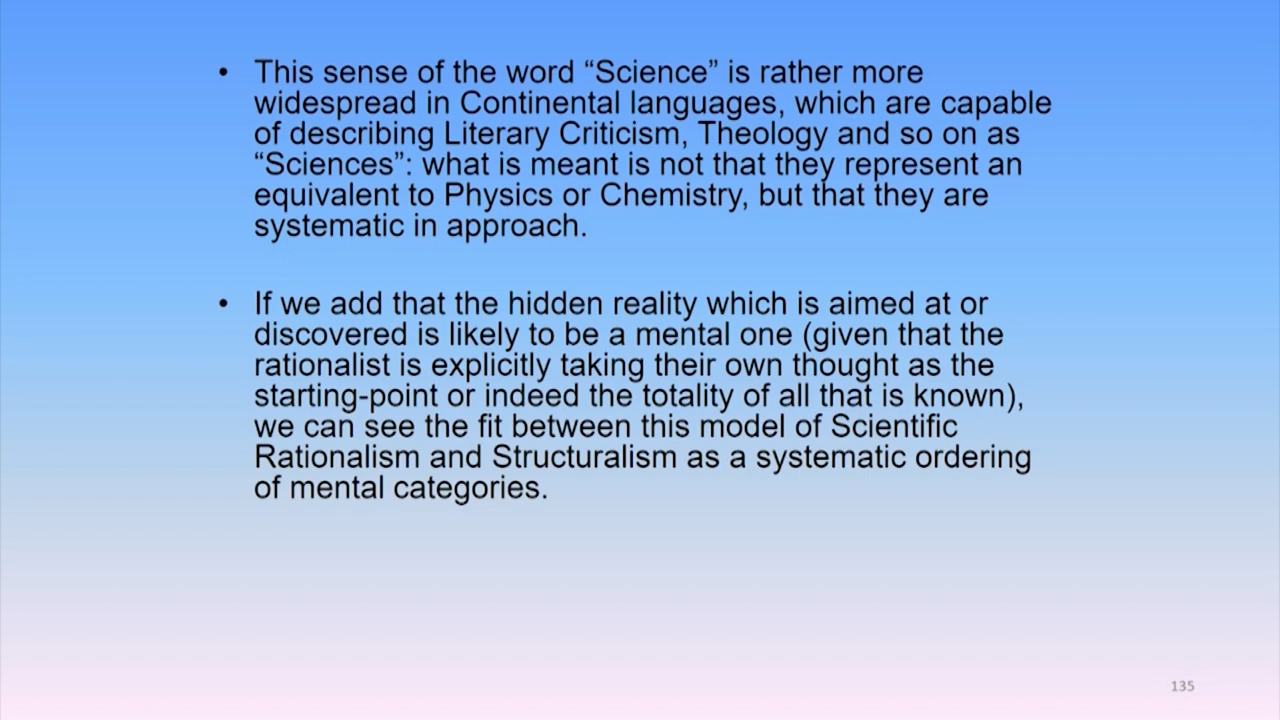 • This sense of the word “Science” is rather more
widespread in Continental languages, which are capable
of describing Literary Criticism, Theology and so on as
“Sciences”: what is meant is not that they represent an
equivalent to Physics or Chemistry, but that they are
systematic in approach.
• If we add that the hidden reality which is aimed at or
discovered is likely to be a mental one (given that the
rationalist is explicitly taking their own thought as the
starting-point or indeed the totality of all that is known),
we can see the fit between this model of Scientific
Rationalism and Structuralism as a systematic ordering
of mental categories.
135